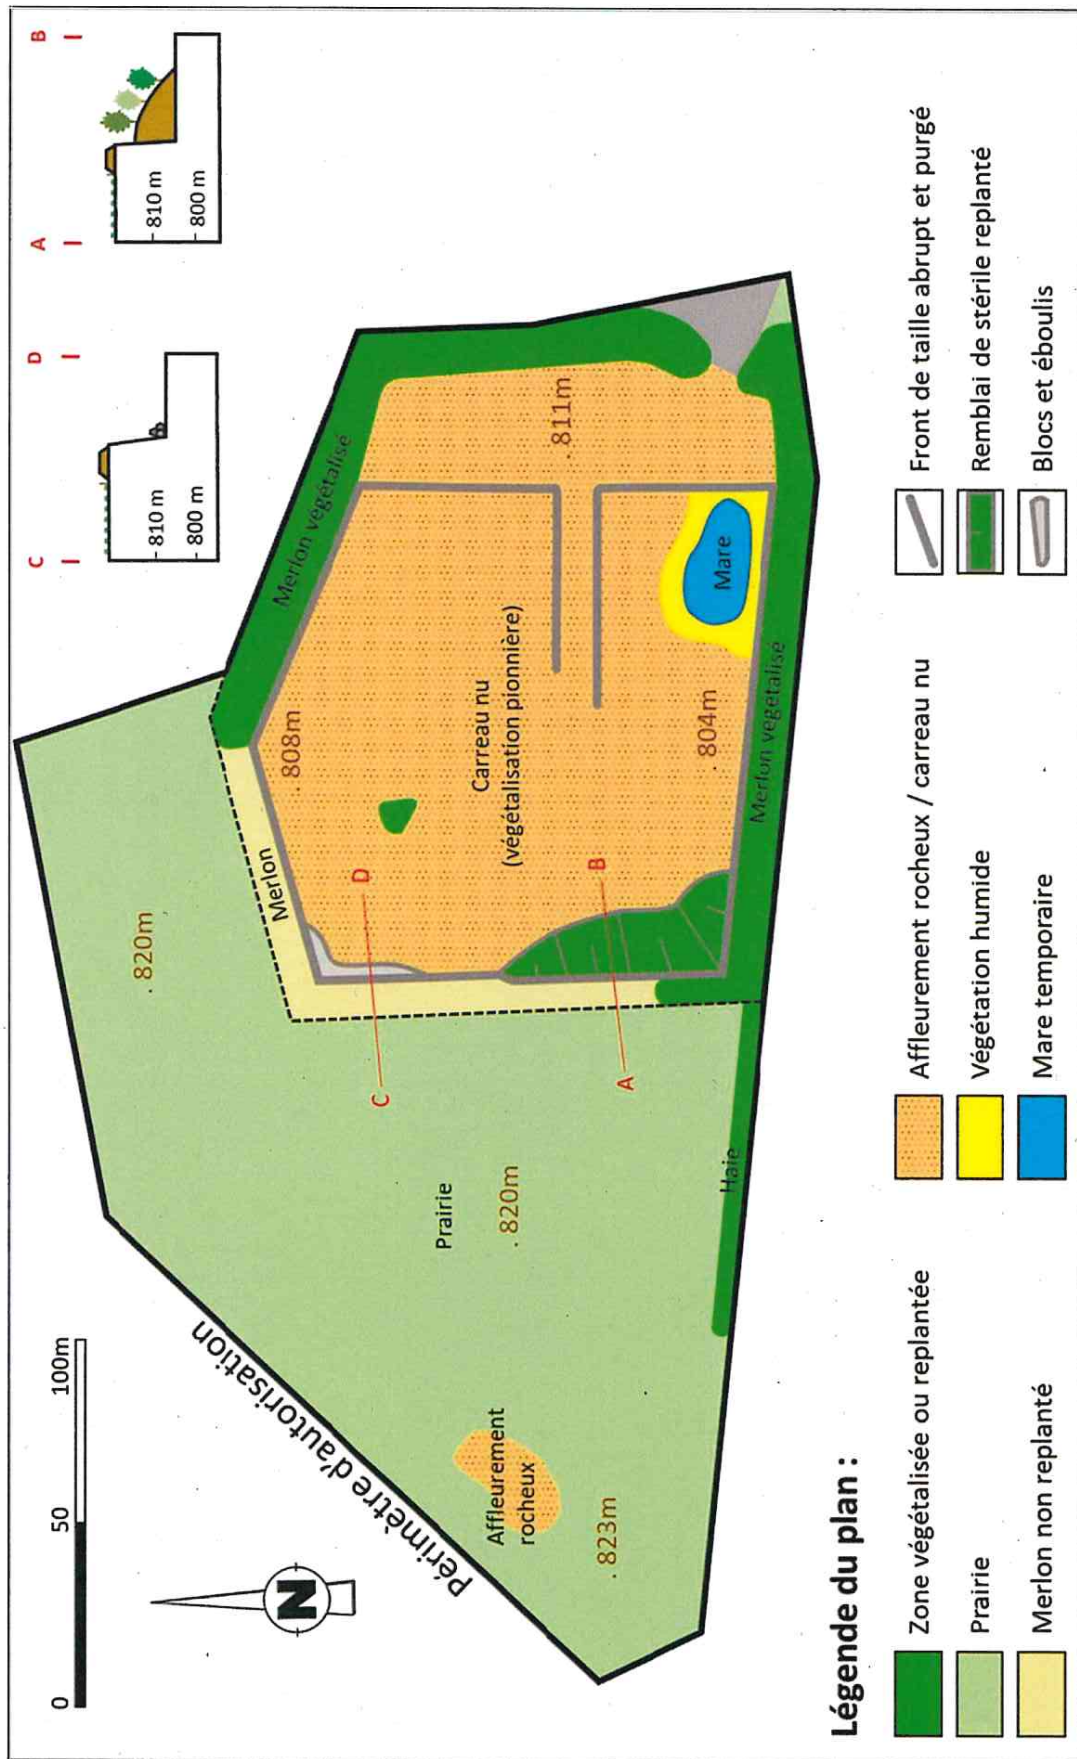 0 50 100m
N
Périmètre d'autorisation
C D
810 m
800 m
A B
810 m
800 m
. 820m
Merlon
. 808m
Merlon végétalisé
C D
Prairie
. 820m
Affleurement
rocheux
. 823m
Carreau nu
(végétalisation pionnière)
. 811m
A B
. 804m
Mare
Haie
Merlon végétalisé
Légende du plan :
Zone végétalisée ou replantée
Prairie
Merlon non replanté
Affleurement rocheux / carreau nu
Végétation humide
Mare temporaire
Front de taille abrupt et purgé
Remblai de stérile replanté
Blocs et éboulis